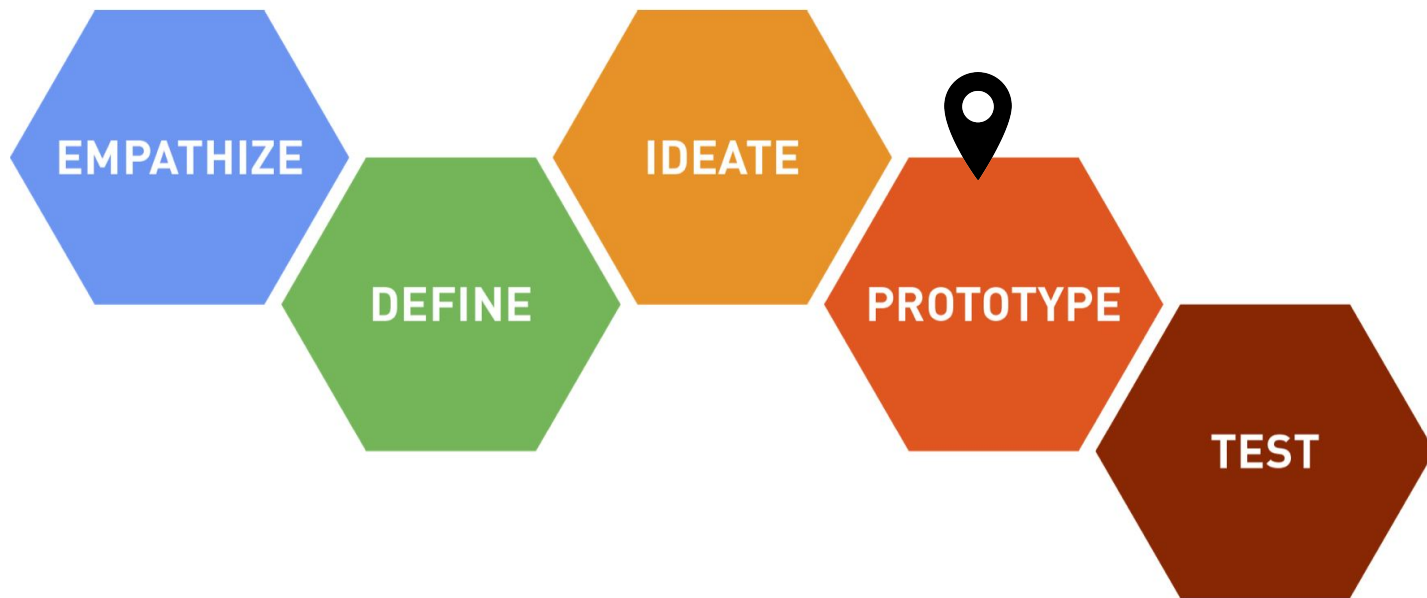 EMPATHIZE
DEFINE
IDEATE
PROTOTYPE
TEST